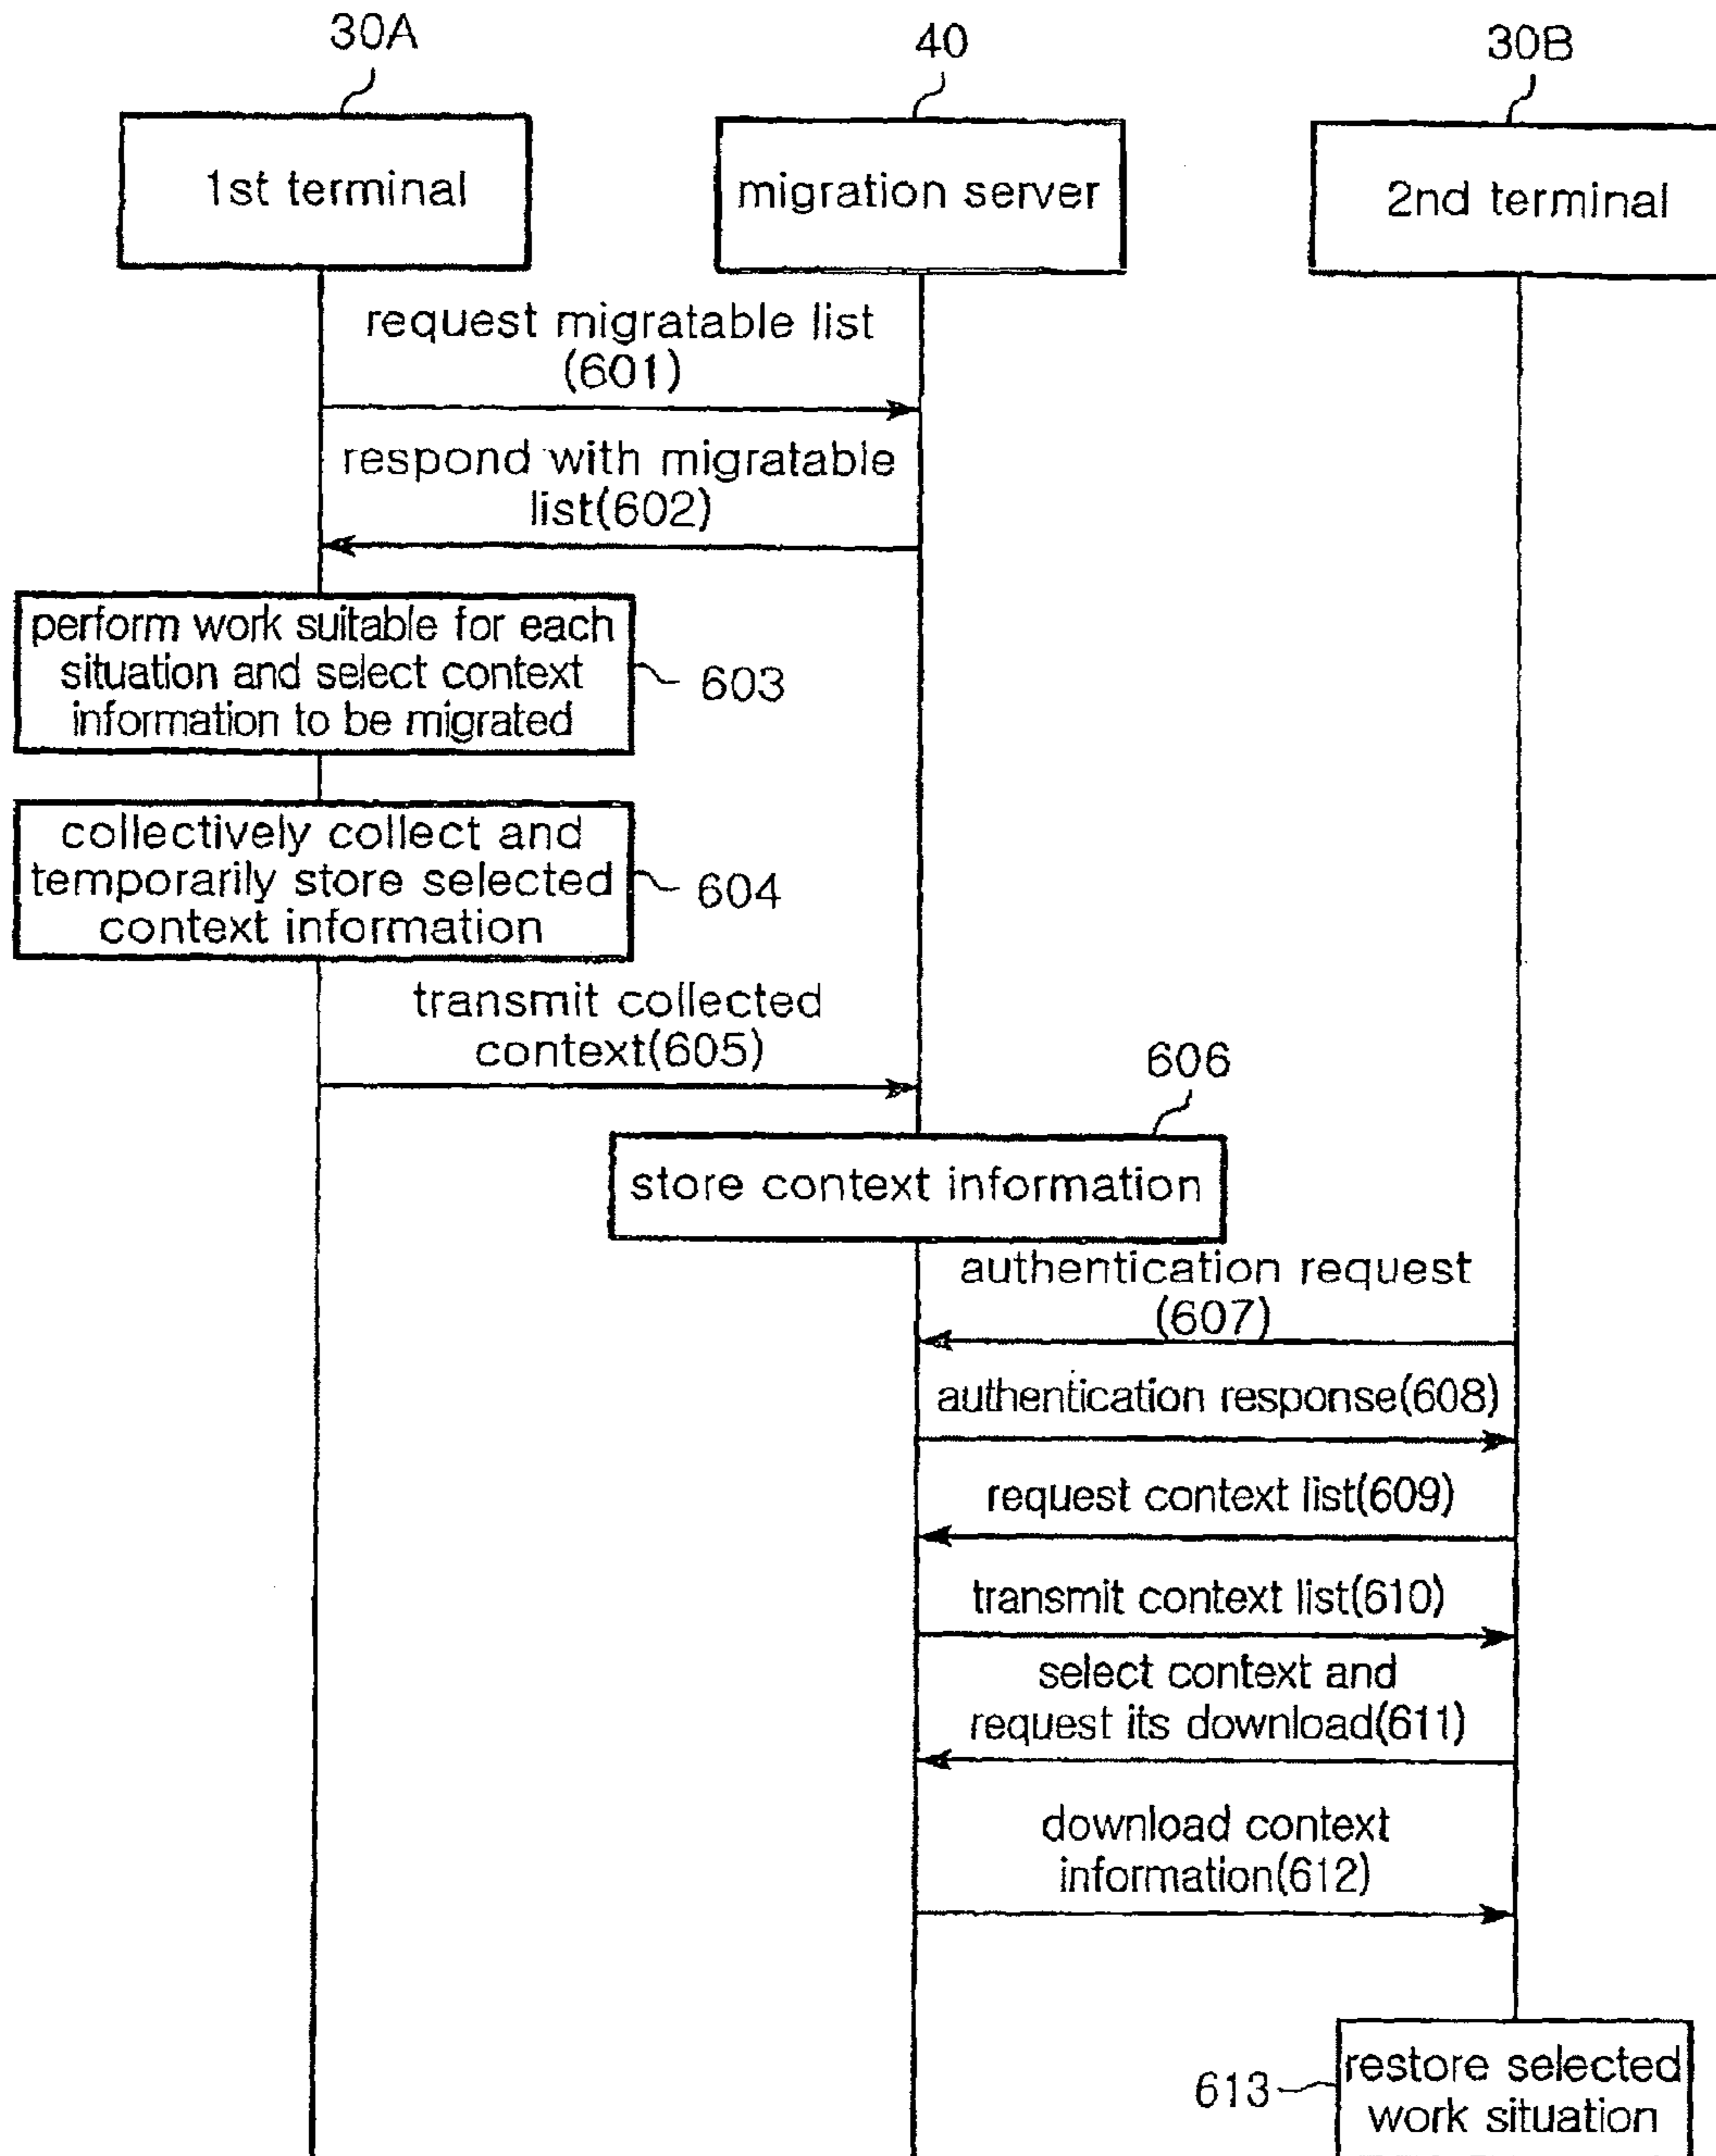 30A
40
30B
1st terminal
migration server
2nd terminal
request migratable list
(601)
respond with migratable
list(602)
perform work suitable for each
situation and select context
information to be migrated
603
collectively collect and
temporarily store selected
context information
604
transmit collected
context(605)
606
store context information
authentication request
(607)
authentication response(608)
request context list(609)
transmit context list(610)
select context and
request its download(611)
download context
information(612)
613
restore selected
work situation